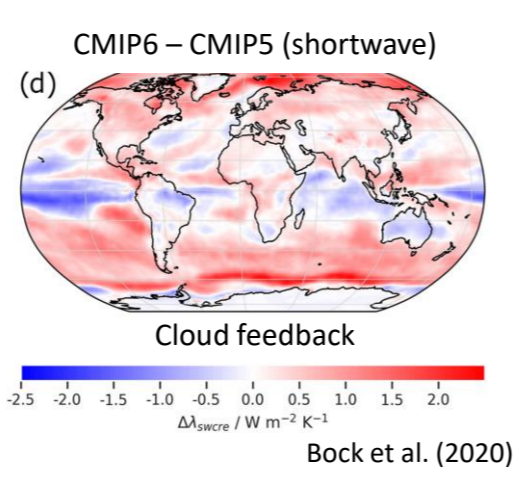 CMIP6 – CMIP5 (shortwave)
(d)
Cloud feedback
-2.5 -2.0 -1.5 -1.0 -0.5 0.0 0.5 1.0 1.5 2.0
Δλswcre / W m−2 K−1
Bock et al. (2020)